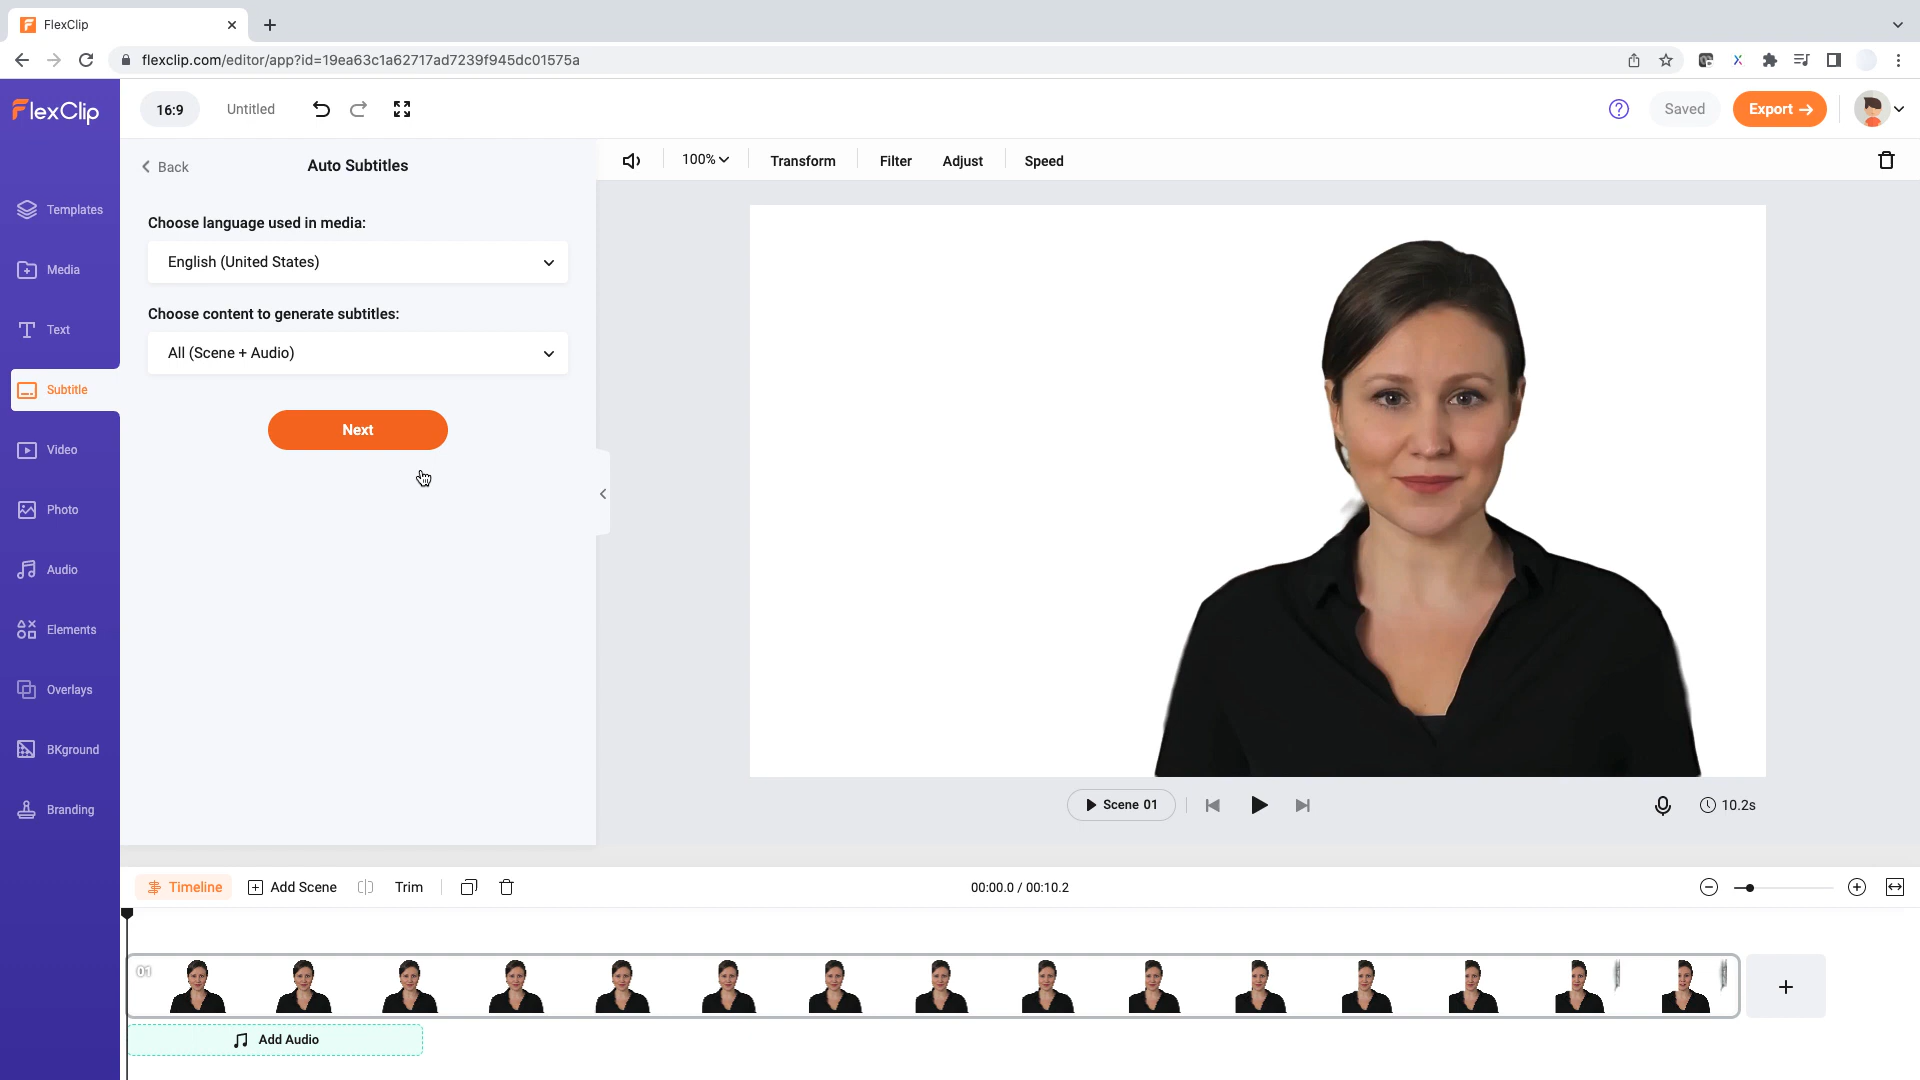 FlexClip
flexclip.com/editor/app?id=19ea63c1a62717ad7239f945dc01575a
FlexClip
16:9
Untitled
Saved
Export
Back
Auto Subtitles
100%
Transform
Filter
Adjust
Speed
Templates
Media
Text
Subtitle
Video
Photo
Audio
Elements
Overlays
BKground
Branding
Choose language used in media:
English (United States)
Choose content to generate subtitles:
All (Scene + Audio)
Next
Scene 01
10.2s
Timeline
Add Scene
Trim
00:00.0 / 00:10.2
01
Add Audio